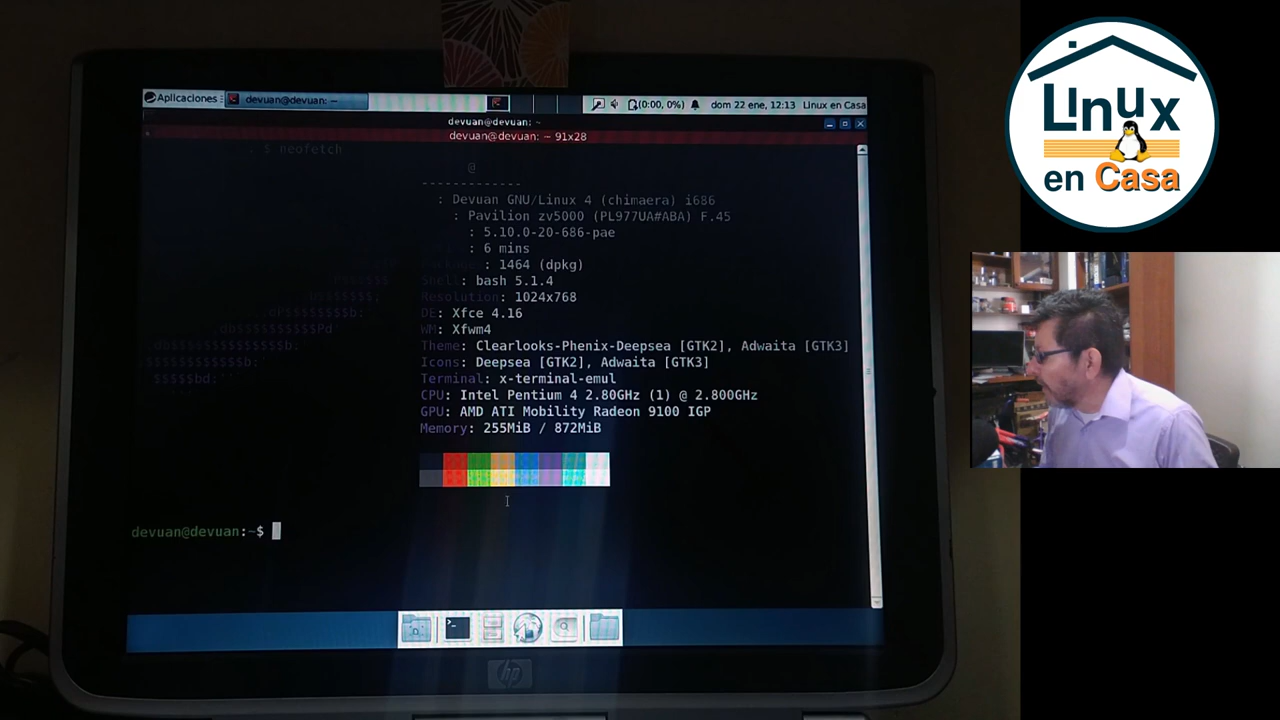 Aplicaciones
devuan@devuan: ~
(0:00, 0%)
dom 22 ene, 12:13
Linux en Casa
devuan@devuan: ~
devuan@devuan: ~ 91x28
$ neofetch
@
-------------
: Devuan GNU/Linux 4 (chimaera) i686
: Pavilion zv5000 (PL977UA#ABA) F.45
: 5.10.0-20-686-pae
: 6 mins
: 1464 (dpkg)
Shell: bash 5.1.4
Resolution: 1024x768
DE: Xfce 4.16
WM: Xfwm4
Theme: Clearlooks-Phenix-Deepsea [GTK2], Adwaita [GTK3]
Icons: Deepsea [GTK2], Adwaita [GTK3]
Terminal: x-terminal-emul
CPU: Intel Pentium 4 2.80GHz (1) @ 2.800GHz
GPU: AMD ATI Mobility Radeon 9100 IGP
Memory: 255MiB / 872MiB
devuan@devuan:~$
hp
Linux
en Casa